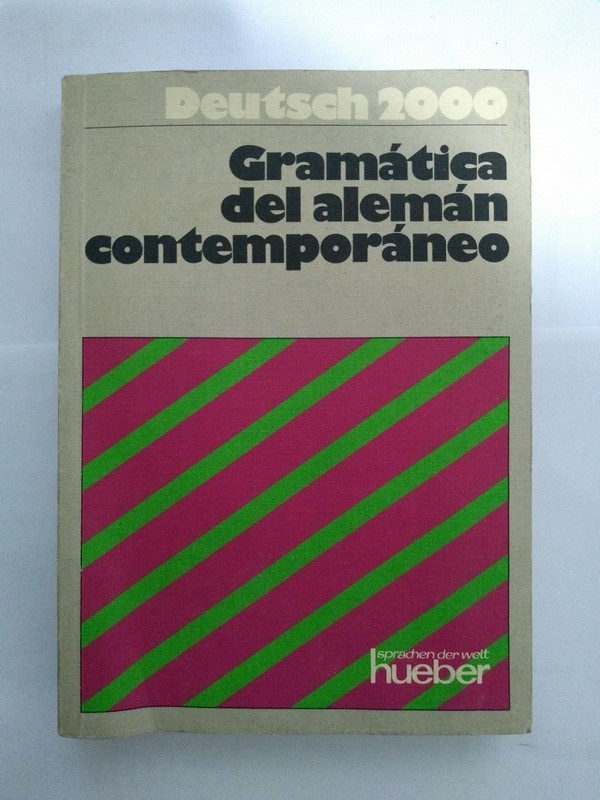 Deutsch 2000
Gramática
del alemán
contemporáneo
sprachen der welt
hueber